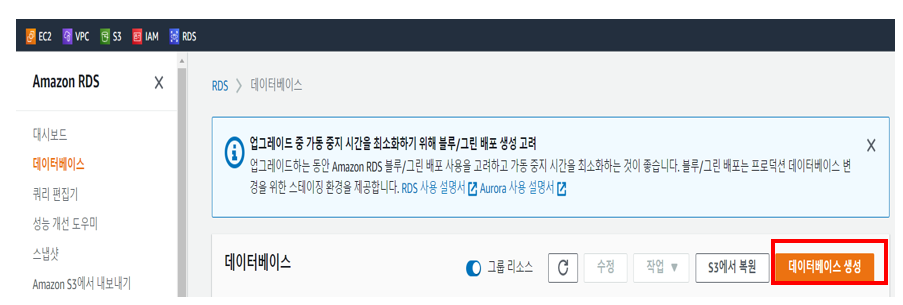 EC2 VPC S3 IAM RDS
Amazon RDS X
RDS > 데이터베이스
대시보드
데이터베이스
쿼리 편집기
성능 개선 도우미
스냅샷
Amazon S3에서 내보내기
업그레이드 중 가동 중지 시간을 최소화하기 위해 블루/그린 배포 생성 고려
업그레이드하는 동안 Amazon RDS 블루/그린 배포 사용을 고려하고 가동 중지 시간을 최소화하는 것이 좋습니다. 블루/그린 배포는 프로덕션 데이터베이스 변
경을 위한 스테이징 환경을 제공합니다. RDS 사용 설명서 Aurora 사용 설명서
데이터베이스 그룹 리소스 수정 작업 ▼ S3에서 복원 데이터베이스 생성